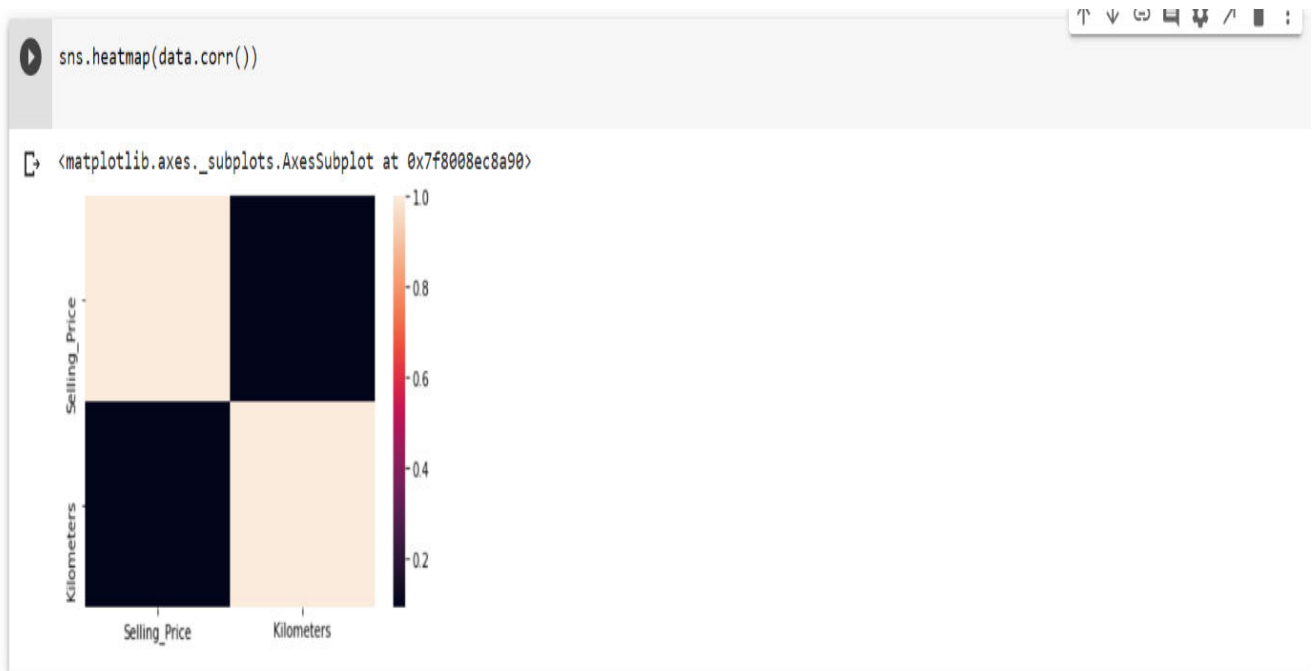 sns.heatmap(data.corr())
<matplotlib.axes._subplots.AxesSubplot at 0x7f8008ec8a90>
1.0
0.8
0.6
0.4
0.2
Selling_Price
Kilometers
Selling_Price
Kilometers